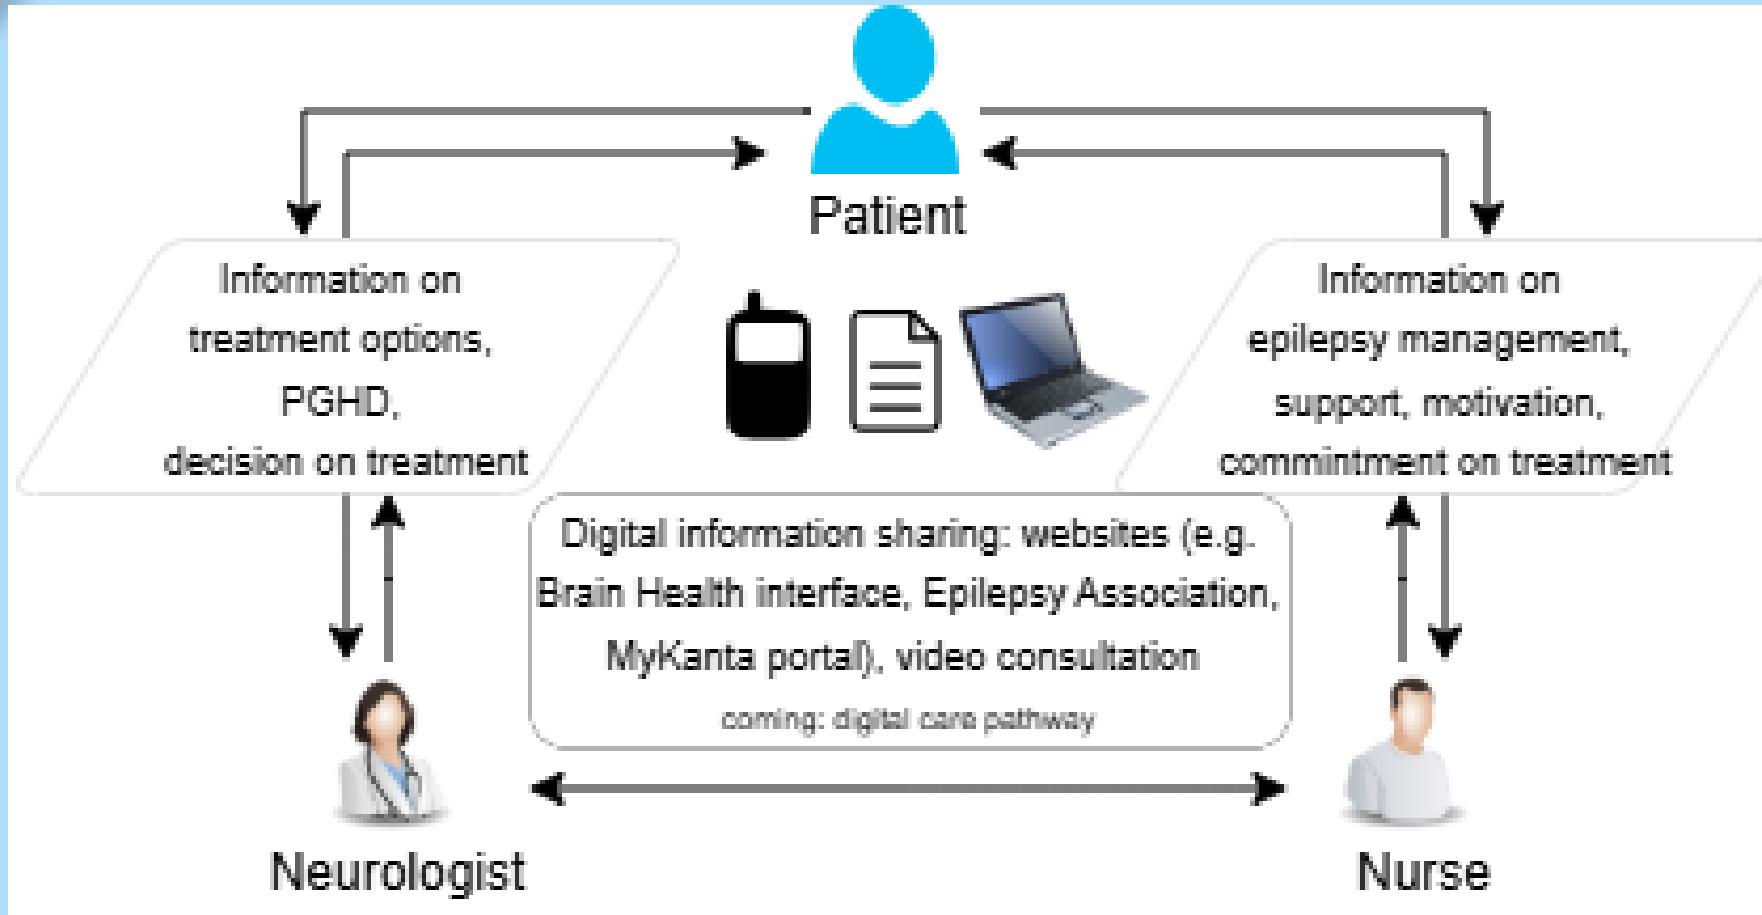 Patient
Information on
treatment options,
PGHD,
decision on treatment
Information on
epilepsy management,
support, motivation,
commintment on treatment
Digital information sharing: websites (e.g.
Brain Health interface, Epilepsy Association,
MyKanta portal), video consultation
coming: digital care pathway
Neurologist
Nurse